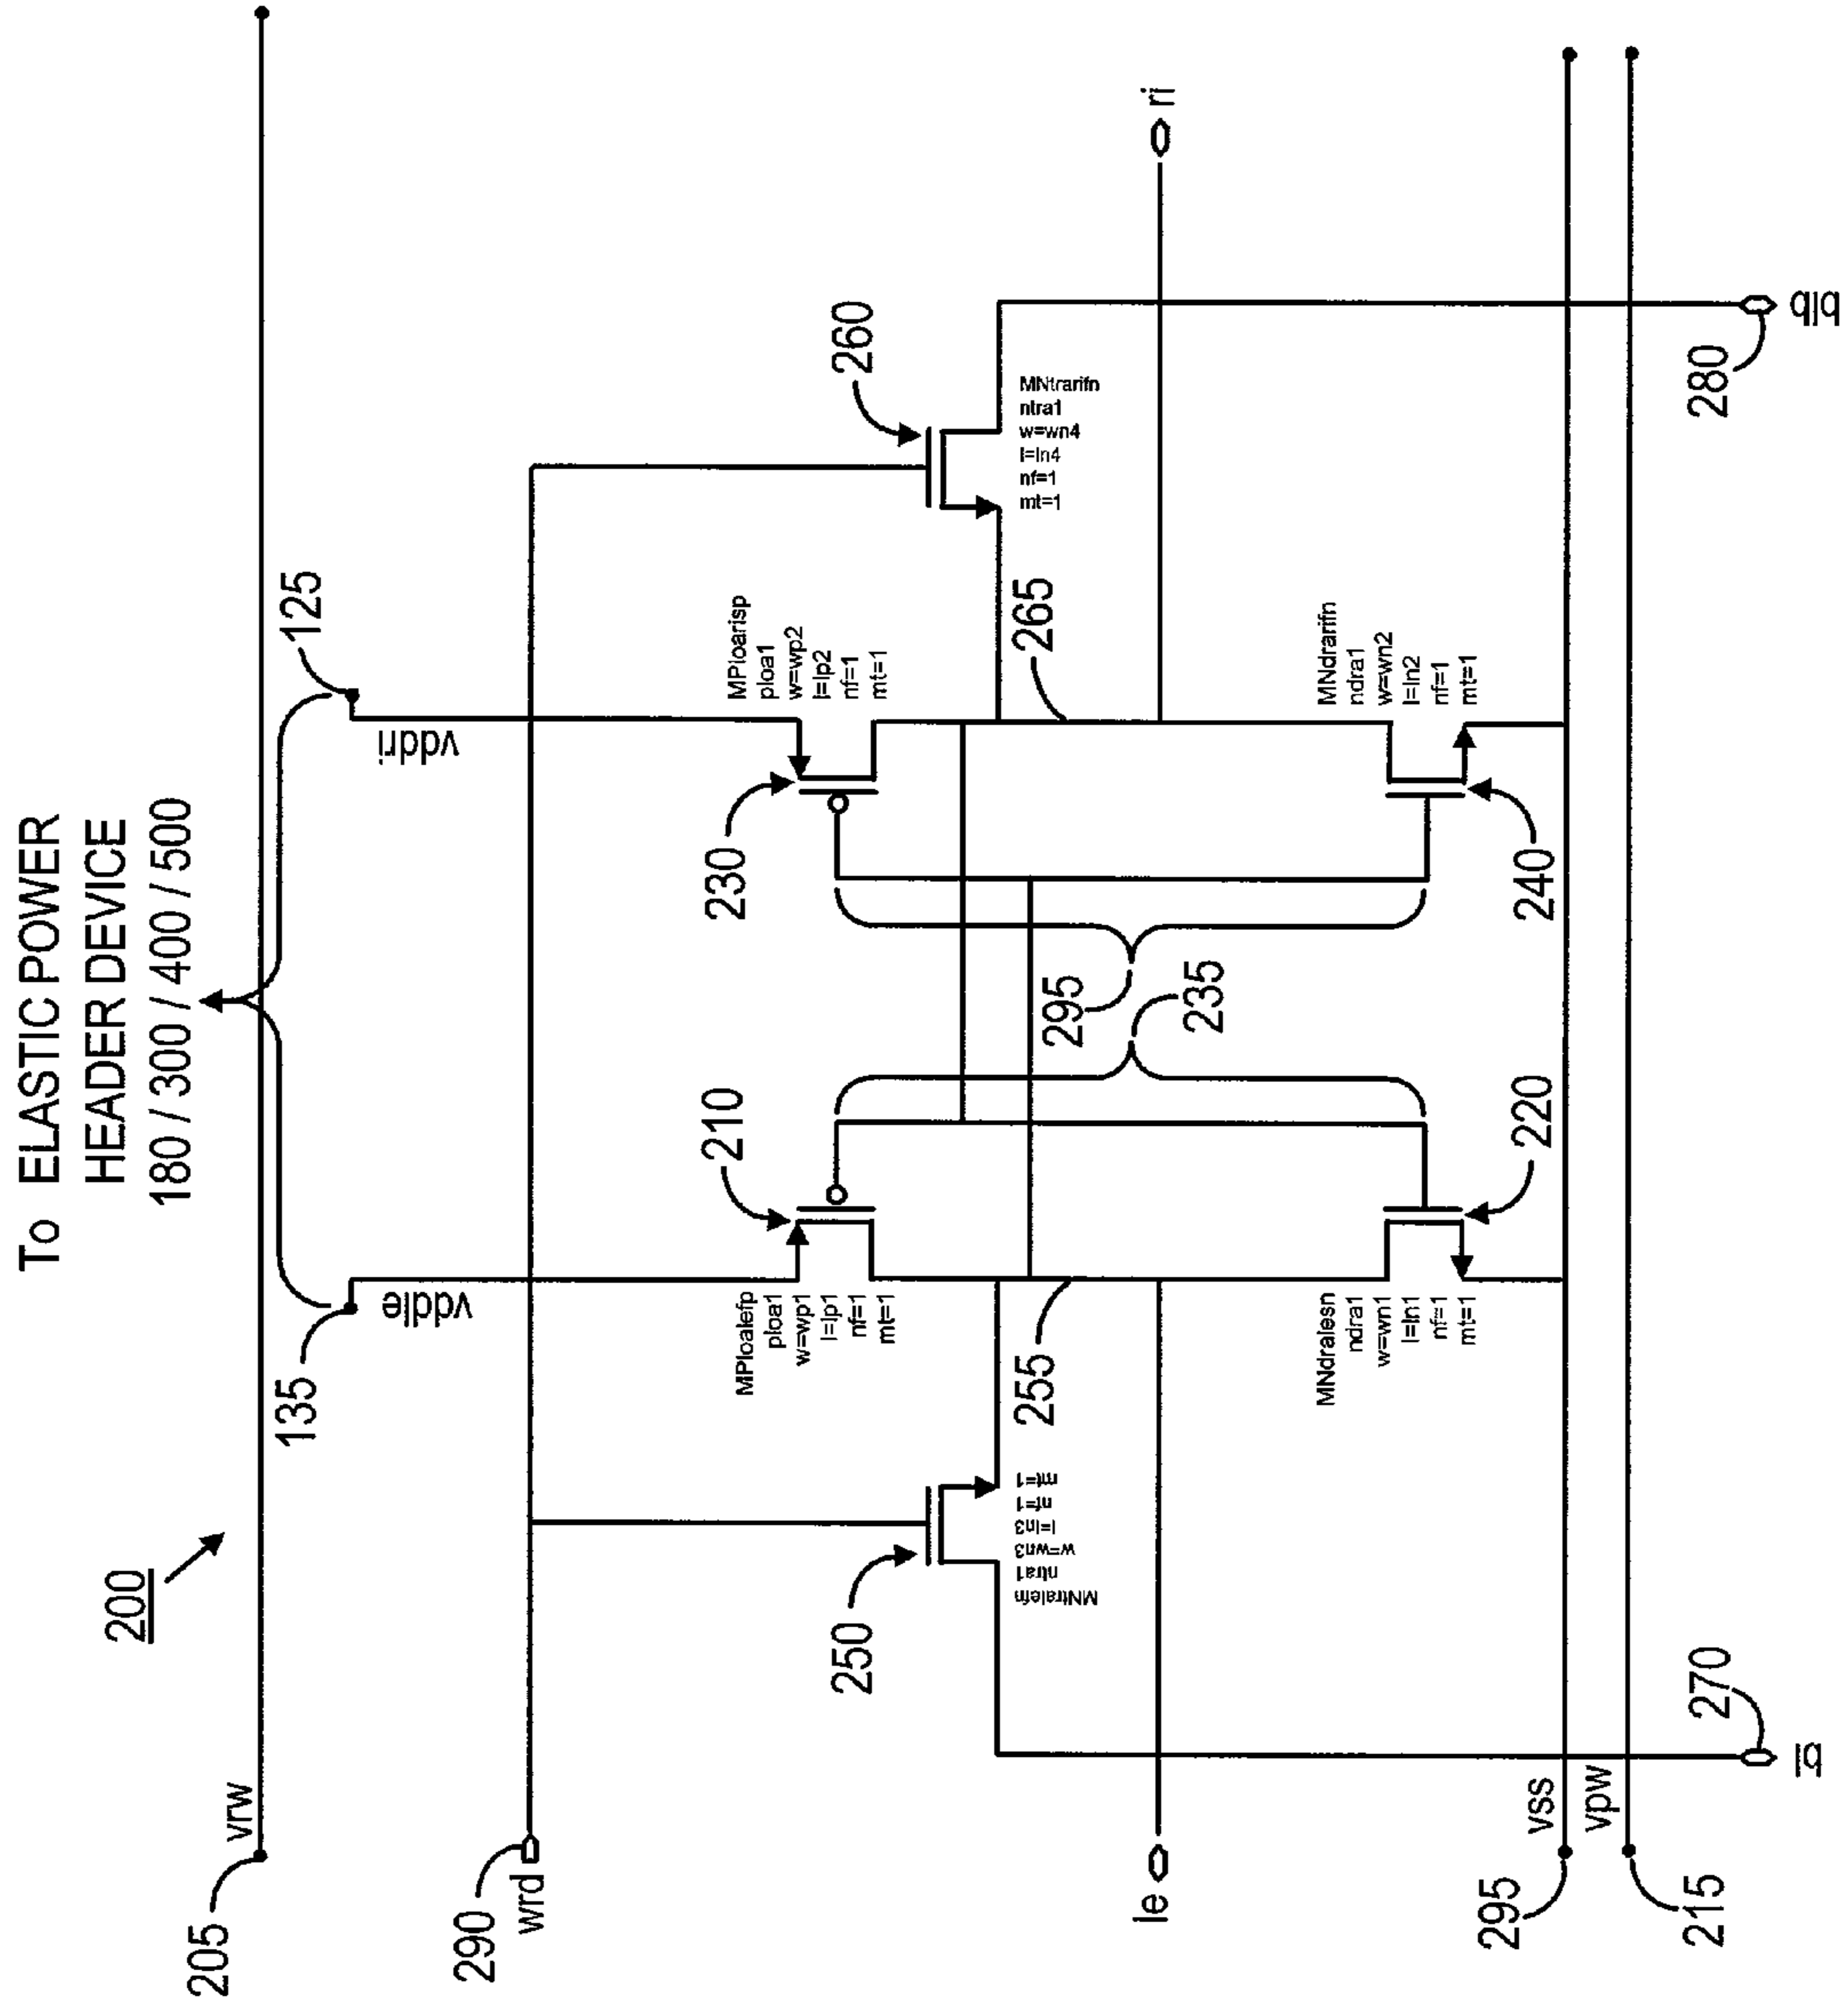 To ELASTIC POWER
HEADER DEVICE
180 / 300 / 400 / 500
200
205
vrw
135
125
vddle
vddri
290
wrd
210
MPloalefp
ploa1
w=wp1
l=lp1
nf=1
mt=1
230
MPloarisp
ploa1
w=wp2
l=lp2
nf=1
mt=1
250
MNtralefn
ntra1
w=wn3
l=ln3
nf=1
mt=1
260
MNtrarifn
ntra1
w=wn4
l=ln4
nf=1
mt=1
255
265
295
235
le
ri
MNdralesn
ndra1
w=wn1
l=ln1
nf=1
mt=1
220
MNdrarifn
ndra1
w=wn2
l=ln2
nf=1
mt=1
240
295
vss
215
vpw
270
bl
280
blb